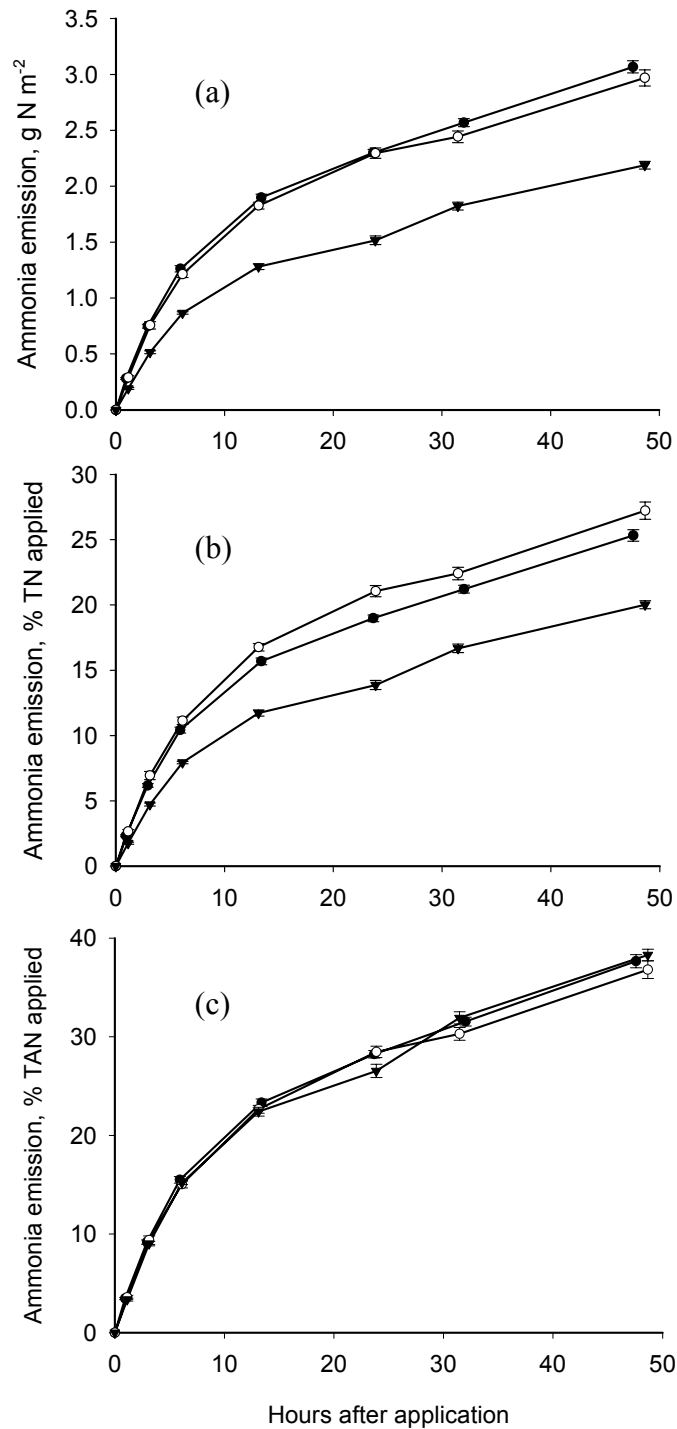 3.5
3.0
2.5
2.0
1.5
1.0
0.5
0.0
Ammonia emission, g N m-2
(a)
0 10 20 30 40 50
30
25
20
15
10
5
0
Ammonia emission, % TN applied
(b)
0 10 20 30 40 50
40
30
20
10
0
Ammonia emission, % TAN applied
(c)
0 10 20 30 40 50
Hours after application